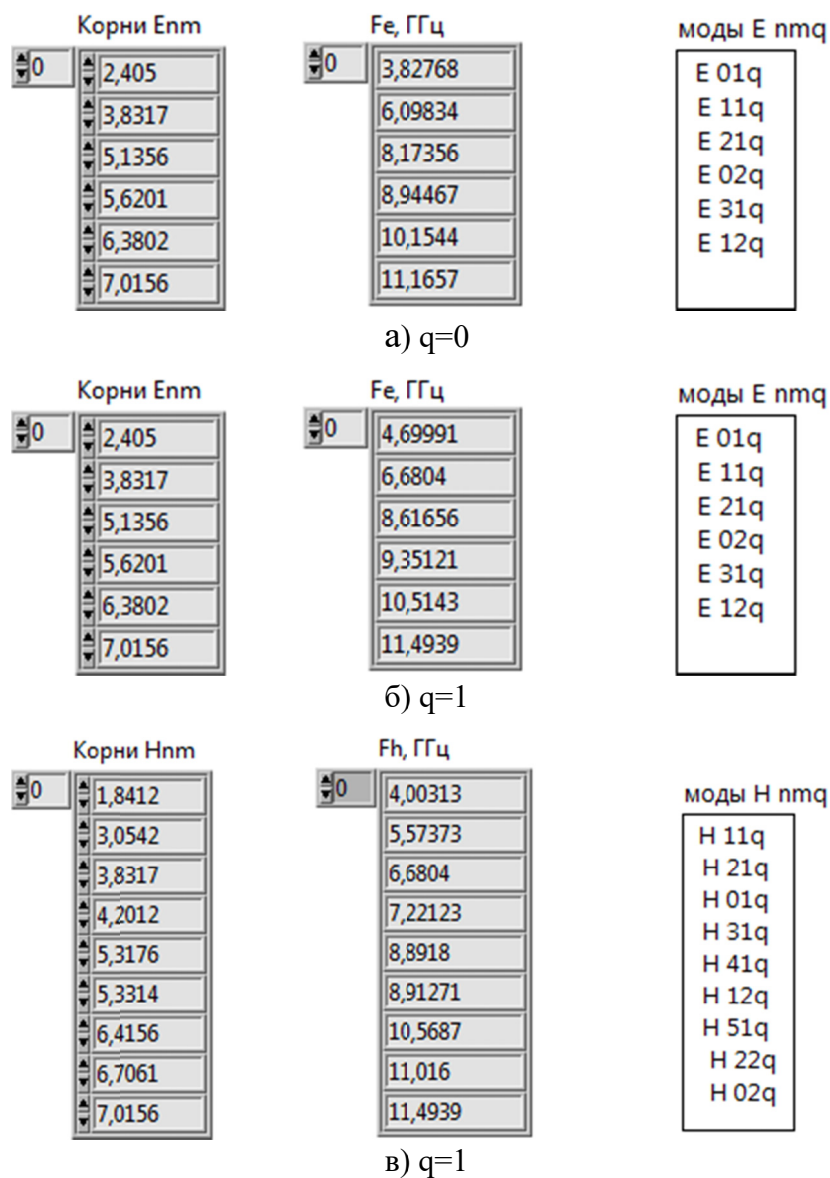 Корни Enm Fe, ГГц моды E nmq
0 2,405 0 3,82768 E 01q
3,8317 6,09834 E 11q
5,1356 8,17356 E 21q
5,6201 8,94467 E 02q
6,3802 10,1544 E 31q
7,0156 11,1657 E 12q
а) q=0
Корни Enm Fe, ГГц моды E nmq
0 2,405 0 4,69991 E 01q
3,8317 6,6804 E 11q
5,1356 8,61656 E 21q
5,6201 9,35121 E 02q
6,3802 10,5143 E 31q
7,0156 11,4939 E 12q
б) q=1
Корни Hnm Fh, ГГц моды H nmq
0 1,8412 0 4,00313 H 11q
3,0542 5,57373 H 21q
3,8317 6,6804 H 01q
4,2012 7,22123 H 31q
5,3176 8,8918 H 41q
5,3314 8,91271 H 12q
6,4156 10,5687 H 51q
6,7061 11,016 H 22q
7,0156 11,4939 H 02q
в) q=1